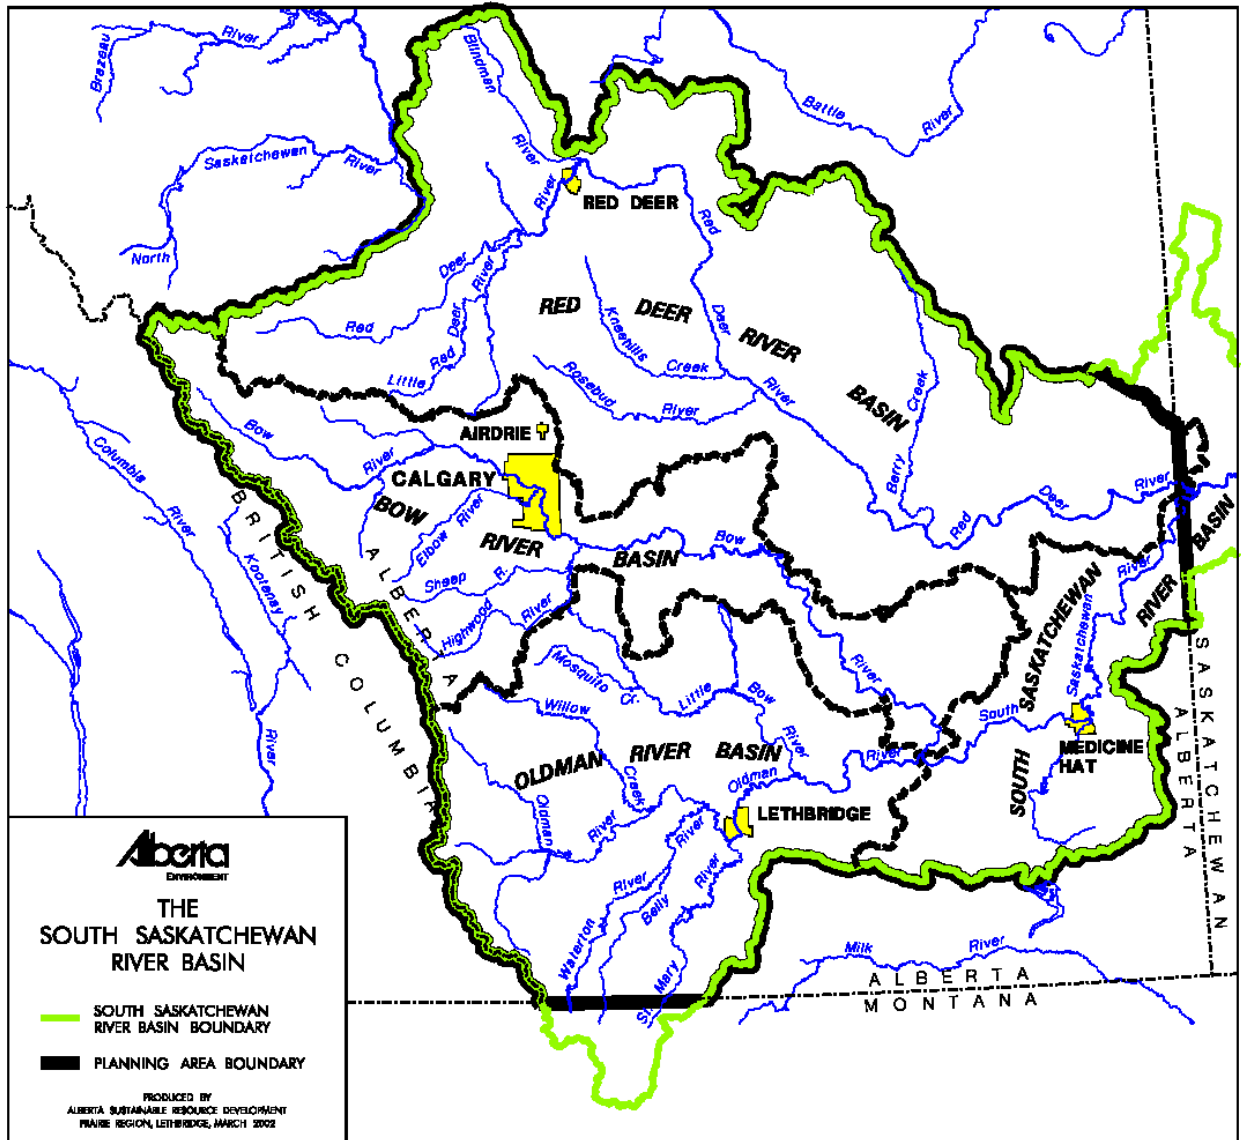 Brazeau
River
Blindman
River
Battle
River
Saskatchewan
River
North
River
RED DEER
Red
Deer
River
Deer
Red
Little
Red
Deer
River
RED DEER RIVER BASIN
Kneehills
Creek
Rosebud
River
River
Berry
Creek
Red
Deer
River
AIRDRIE
CALGARY
Bow
River
BOW RIVER BASIN
Bow
River
Elbow
River
Sheep R.
Highwood
River
Columbia
River
Kootenay
River
BRITISH COLUMBIA
ALBERTA
Mosquito Cr.
Little
Bow
River
Willow
Creek
OLDMAN RIVER BASIN
Oldman
River
Oldman
River
LETHBRIDGE
River
Waterton
River
Belly
River
St. Mary
SOUTH SASKATCHEWAN RIVER BASIN
South
Saskatchewan
River
MEDICINE
HAT
SASKATCHEWAN
ALBERTA
Milk
River
ALBERTA
MONTANA
Alberta
ENVIRONMENT
THE
SOUTH SASKATCHEWAN
RIVER BASIN
SOUTH SASKATCHEWAN
RIVER BASIN BOUNDARY
PLANNING AREA BOUNDARY
PRODUCED BY
ALBERTA SUSTAINABLE RESOURCE DEVELOPMENT
PRAIRIE REGION, LETHBRIDGE, MARCH 2002